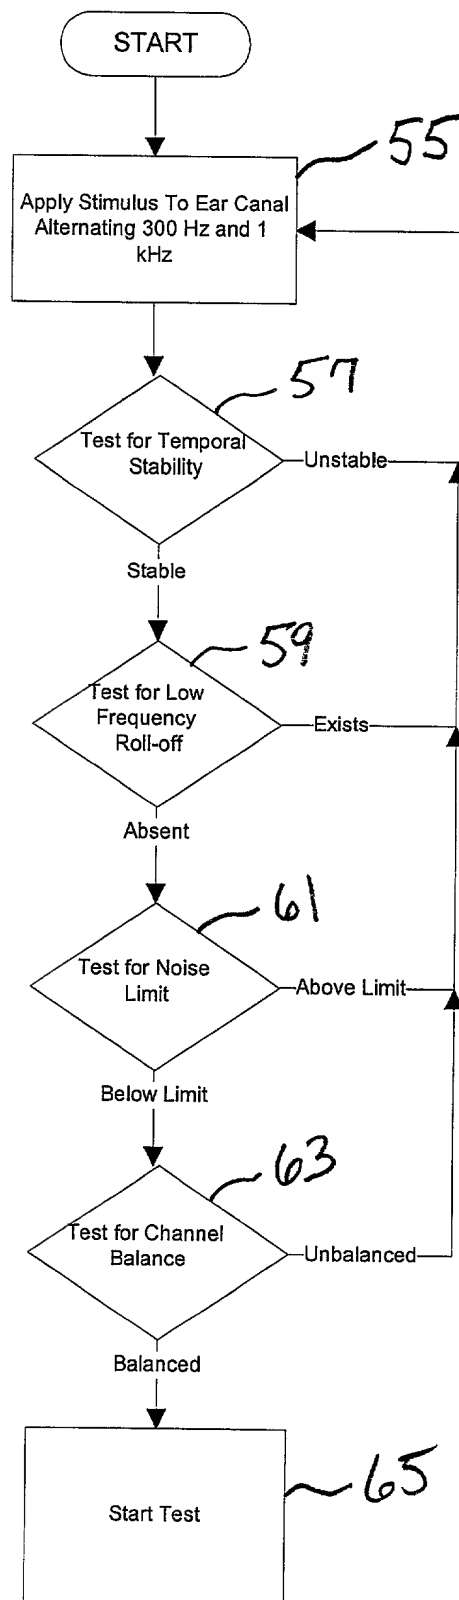 START
55
Apply Stimulus To Ear Canal
Alternating 300 Hz and 1
kHz
57
Test for Temporal
Stability
Unstable
Stable
59
Test for Low
Frequency
Roll-off
Exists
Absent
61
Test for Noise
Limit
Above Limit
Below Limit
63
Test for Channel
Balance
Unbalanced
Balanced
65
Start Test